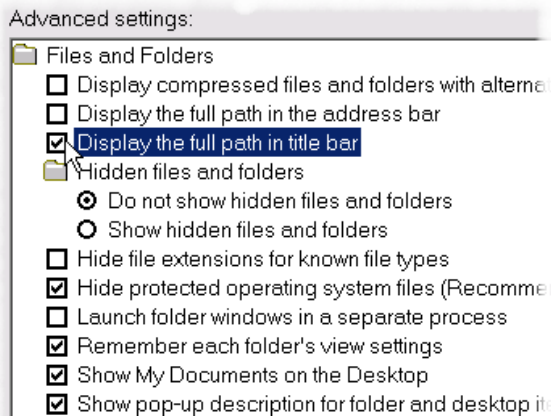 Advanced settings:
Files and Folders
Display compressed files and folders with
Display the full path in the address bar
Display the full path in title bar
Hidden files and folders
Do not show hidden files and folders
Show hidden files and folders
Hide file extensions for known file types
Hide protected operating system files
Launch folder windows in a separate process
Remember each folder's view settings
Show My Documents on the Desktop
Show pop-up description for folder and desktop